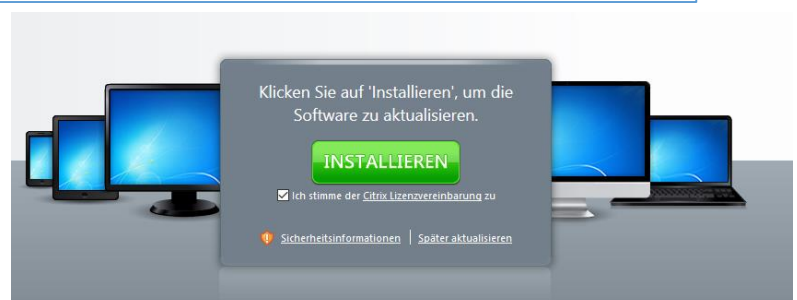 Klicken Sie auf 'Installieren', um die
Software zu aktualisieren.
INSTALLIEREN
Ich stimme der Citrix Lizenzvereinbarung zu
Sicherheitsinformationen | Später aktualisieren